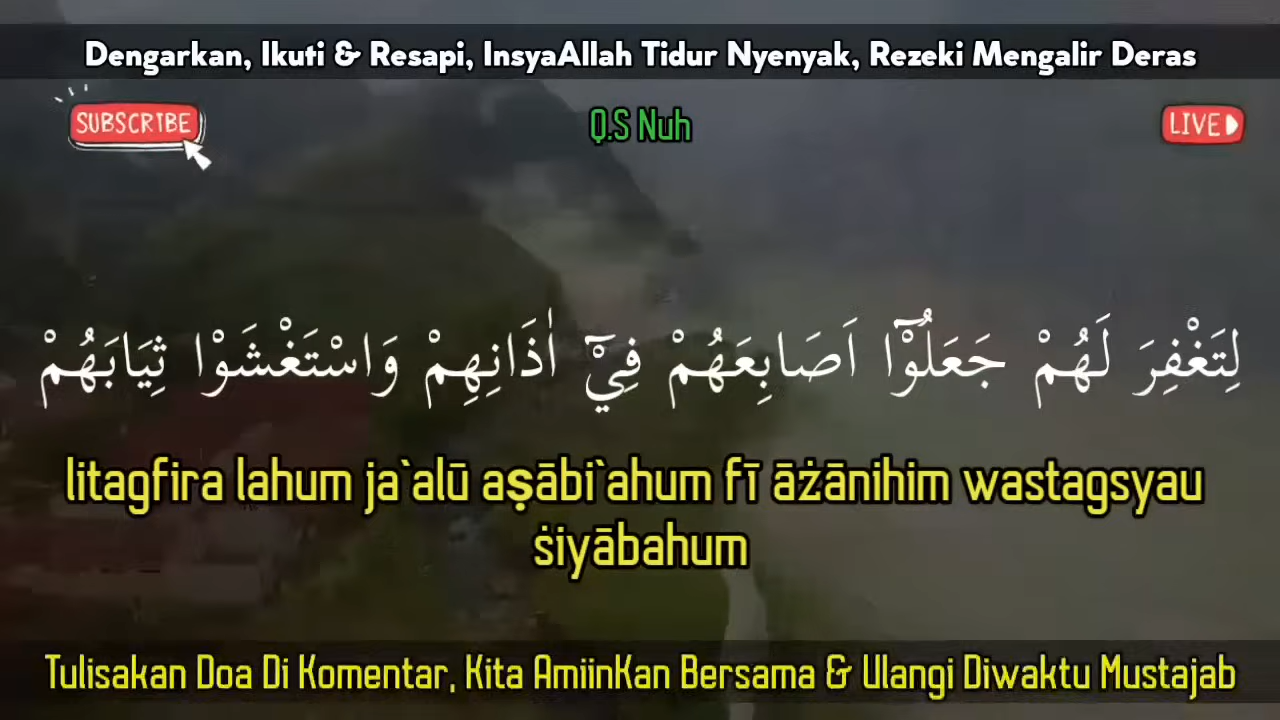 Dengarkan, Ikuti & Resapi, InsyaAllah Tidur Nyenyak, Rezeki Mengalir Deras
SUBSCRIBE
Q.S Nuh
LIVE
لِتَغْفِرَ لَهُمْ جَعَلُوْٓا اَصَابِعَهُمْ فِيْٓ اٰذَانِهِمْ وَاسْتَغْشَوْا ثِيَابَهُمْ
litagfira lahum ja`alū aṣābi`ahum fī āżānihim wastagsyau
ṡiyābahum
Tulisakan Doa Di Komentar, Kita AmiinKan Bersama & Ulangi Diwaktu Mustajab